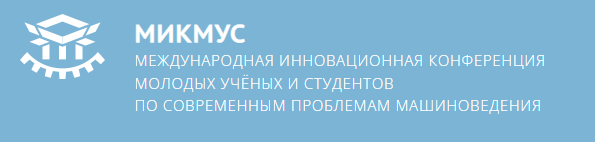 МИКМУС
МЕЖДУНАРОДНАЯ ИННОВАЦИОННАЯ КОНФЕРЕНЦИЯ
МОЛОДЫХ УЧЁНЫХ И СТУДЕНТОВ
ПО СОВРЕМЕННЫМ ПРОБЛЕМАМ МАШИНОВЕДЕНИЯ